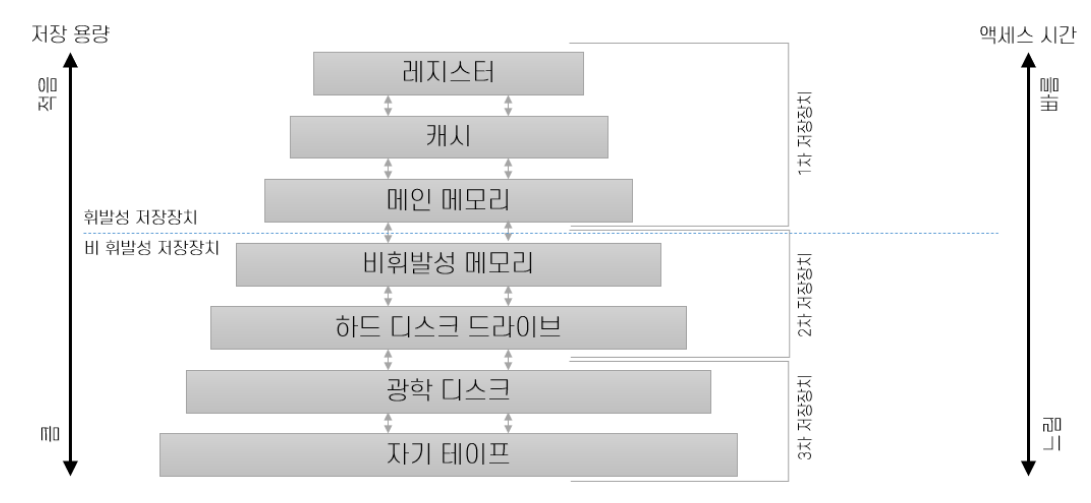 저장 용량
액세스 시간
적음
빠름
레지스터
캐시
메인 메모리
1차 저장장치
휘발성 저장장치
비 휘발성 저장장치
비휘발성 메모리
하드 디스크 드라이브
2차 저장장치
광학 디스크
자기 테이프
3차 저장장치
큼
느림